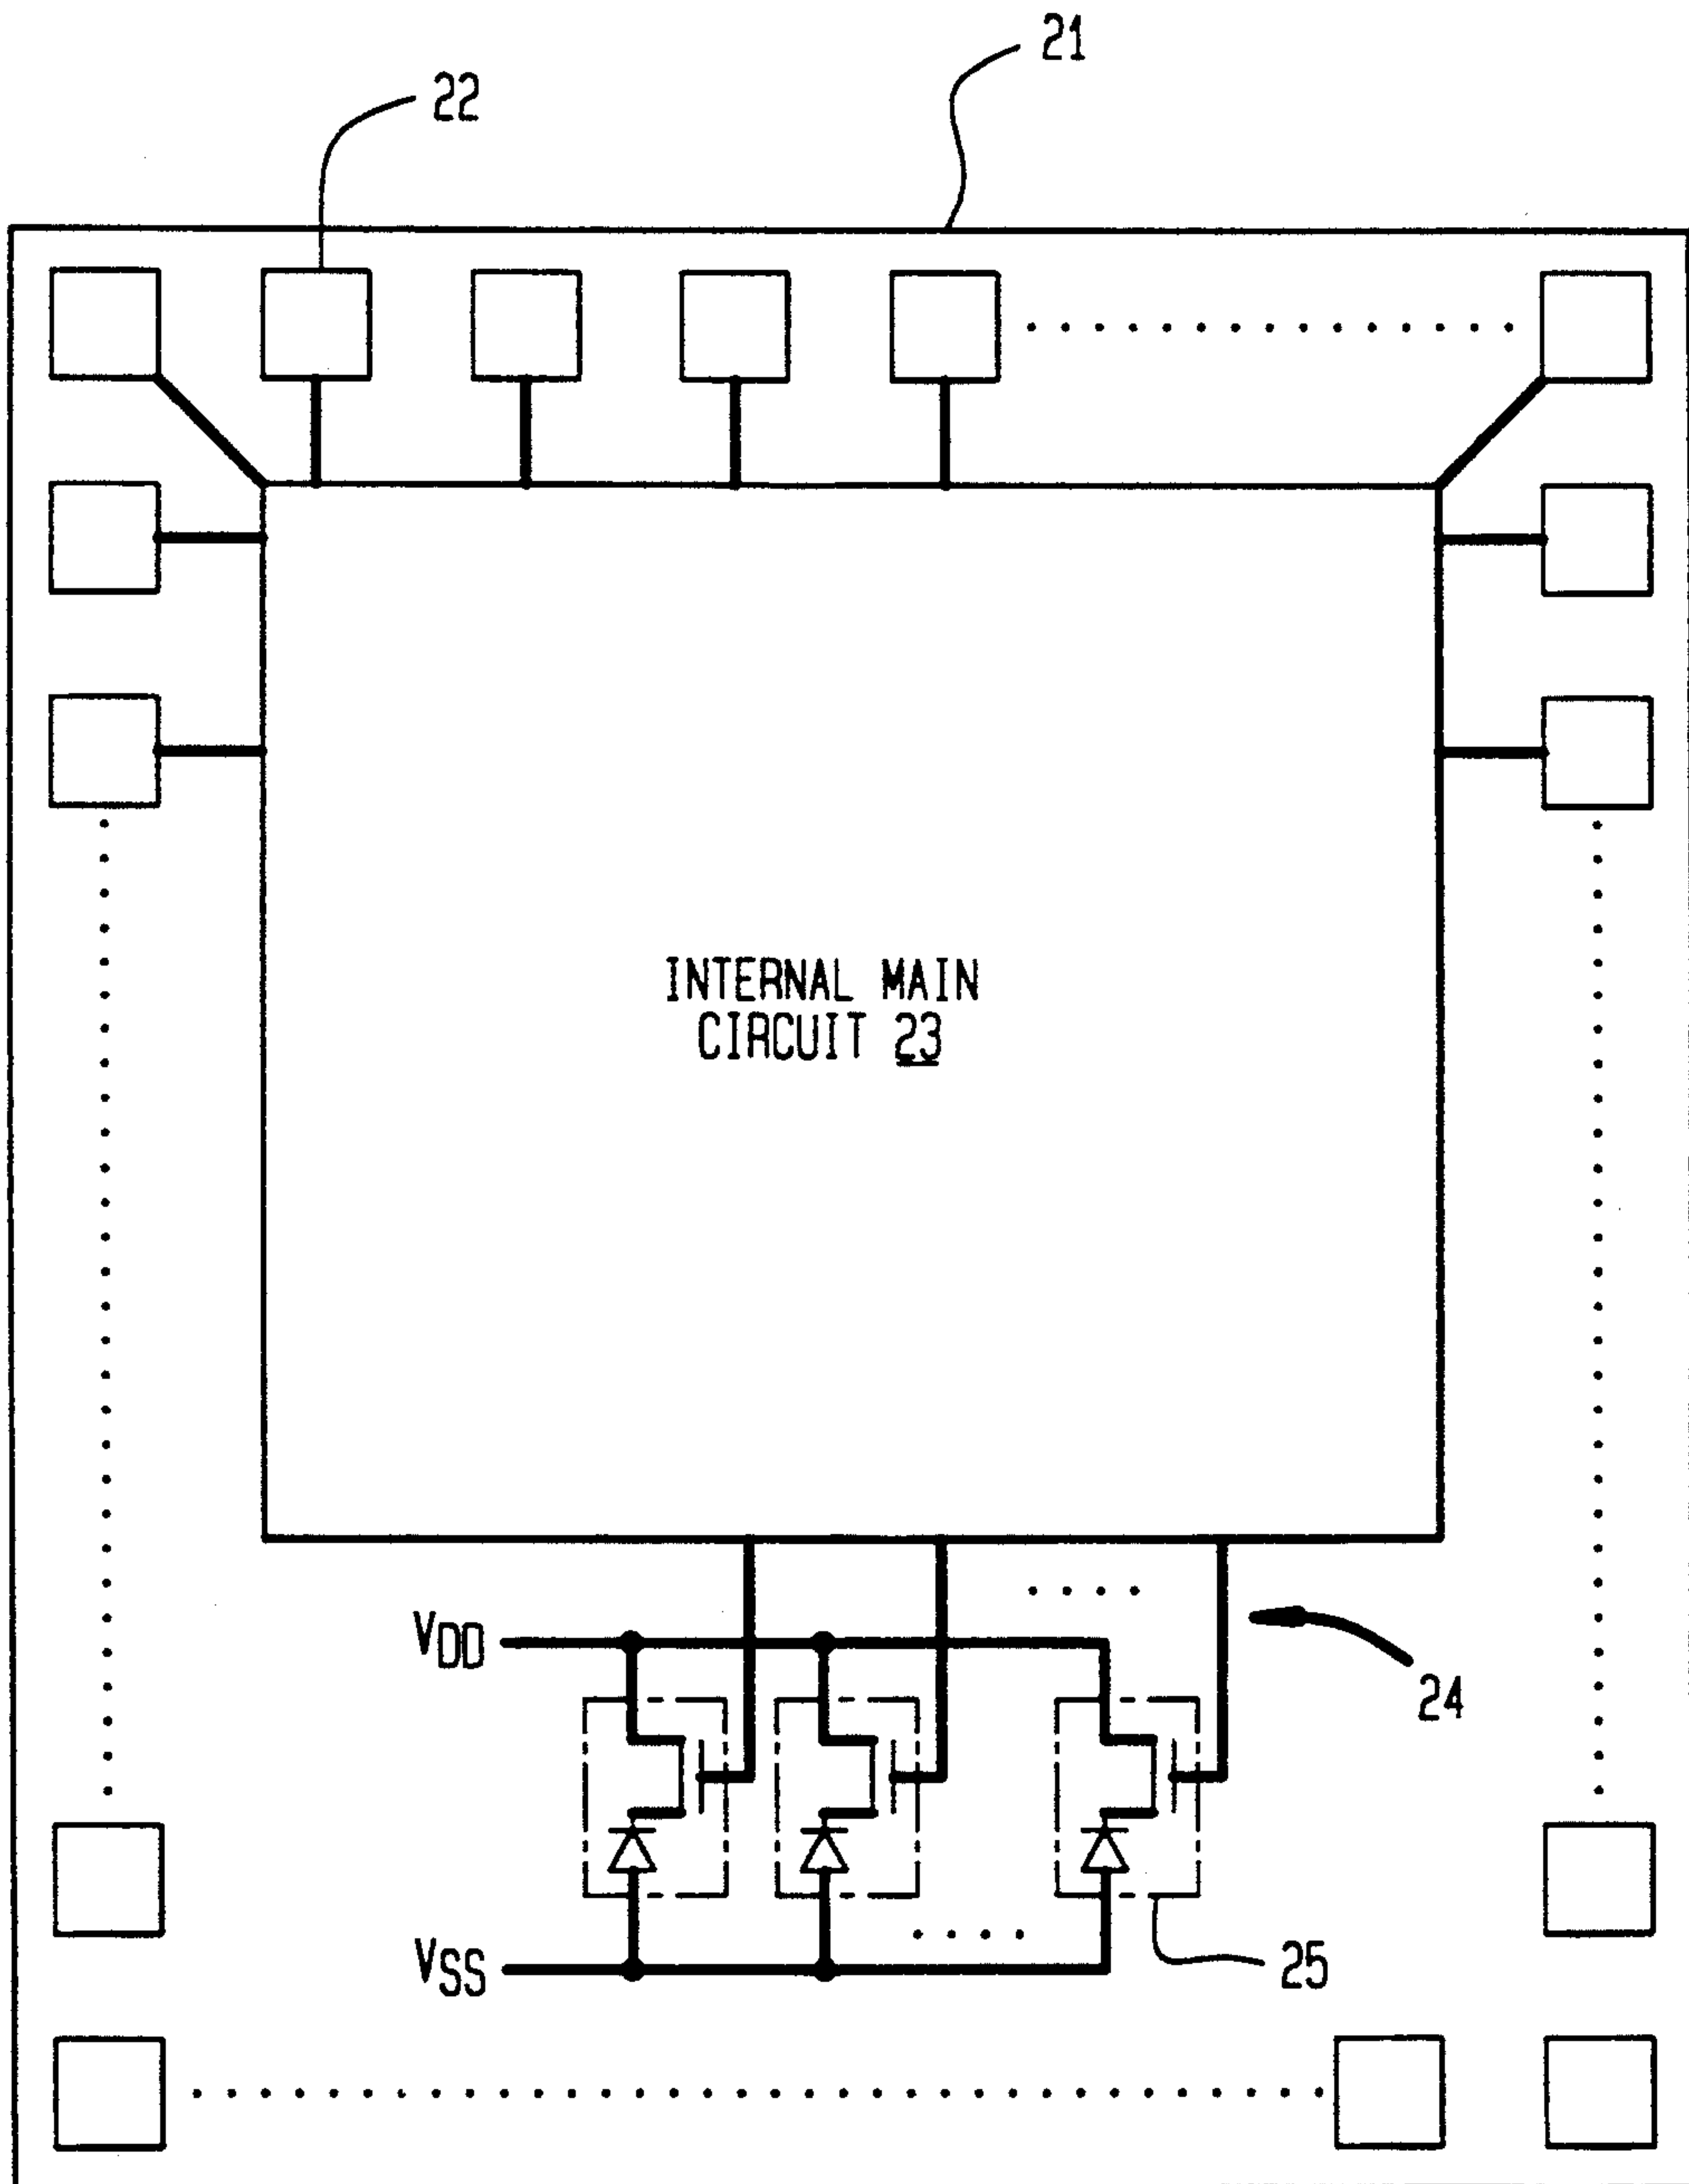 21
22
INTERNAL MAIN
CIRCUIT 23
VDD
24
VSS
25